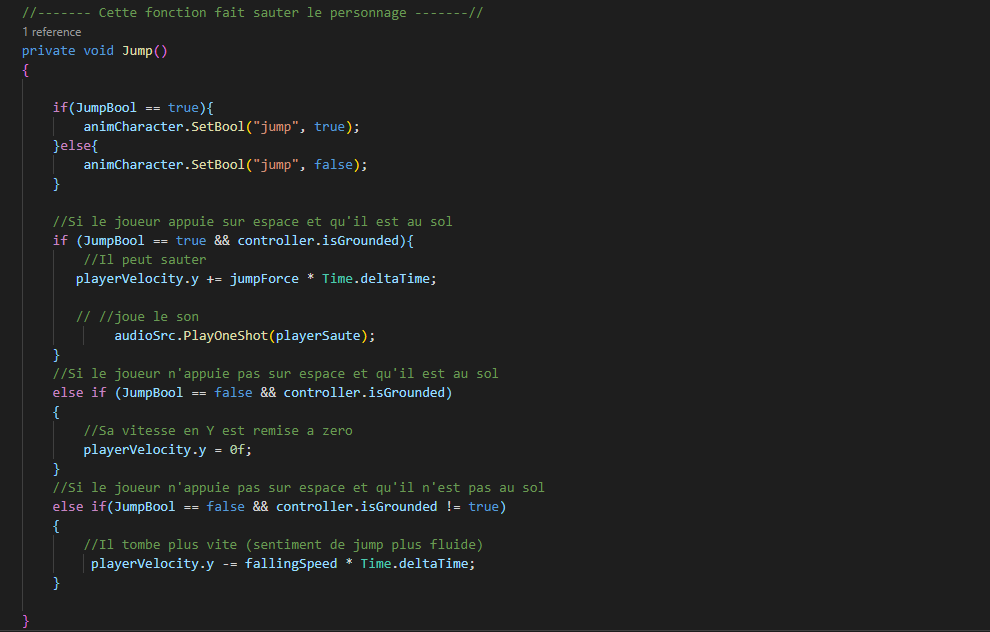 //------- Cette fonction fait sauter le personnage -------//
1 reference
private void Jump()
{
if(JumpBool == true){
animCharacter.SetBool("jump", true);
}else{
animCharacter.SetBool("jump", false);
}
//Si le joueur appuie sur espace et qu'il est au sol
if (JumpBool == true && controller.isGrounded){
//Il peut sauter
playerVelocity.y += jumpForce * Time.deltaTime;
// //joue le son
audioSrc.PlayOneShot(playerSaute);
}
//Si le joueur n'appuie pas sur espace et qu'il est au sol
else if (JumpBool == false && controller.isGrounded)
{
//Sa vitesse en Y est remise a zero
playerVelocity.y = 0f;
}
//Si le joueur n'appuie pas sur espace et qu'il n'est pas au sol
else if(JumpBool == false && controller.isGrounded != true)
{
//Il tombe plus vite (sentiment de jump plus fluide)
playerVelocity.y -= fallingSpeed * Time.deltaTime;
}
}